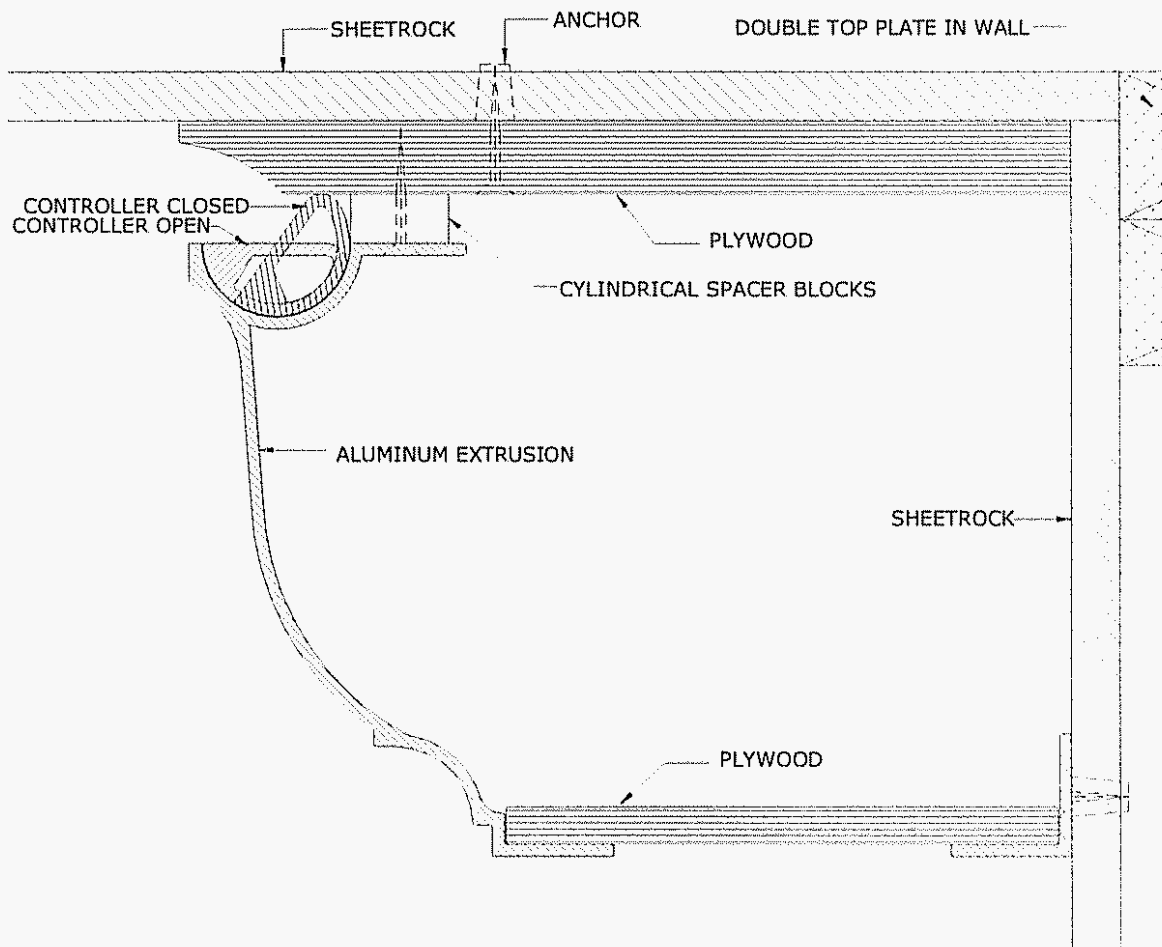 SHEETROCK
ANCHOR
DOUBLE TOP PLATE IN WALL
CONTROLLER CLOSED
CONTROLLER OPEN
PLYWOOD
CYLINDRICAL SPACER BLOCKS
ALUMINUM EXTRUSION
SHEETROCK
PLYWOOD